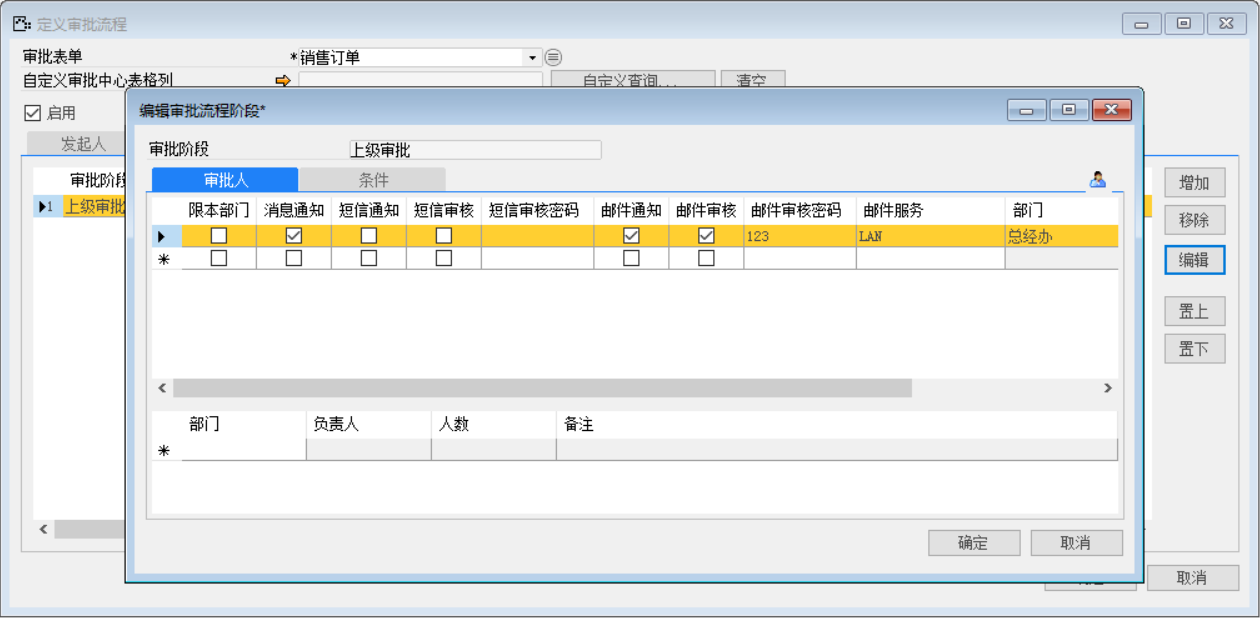 定义审批流程
审批表单 *销售订单
自定义审批中心表格列 自定义查询... 清空
启用
发起人
审批阶段
1 上级审批
增加
移除
编辑
置上
置下
取消
编辑审批流程阶段*
审批阶段 上级审批
审批人 条件
限本部门 消息通知 短信通知 短信审核 短信审核密码 邮件通知 邮件审核 邮件审核密码 邮件服务 部门
123 LAN 总经办
*
部门 负责人 人数 备注
*
确定 取消